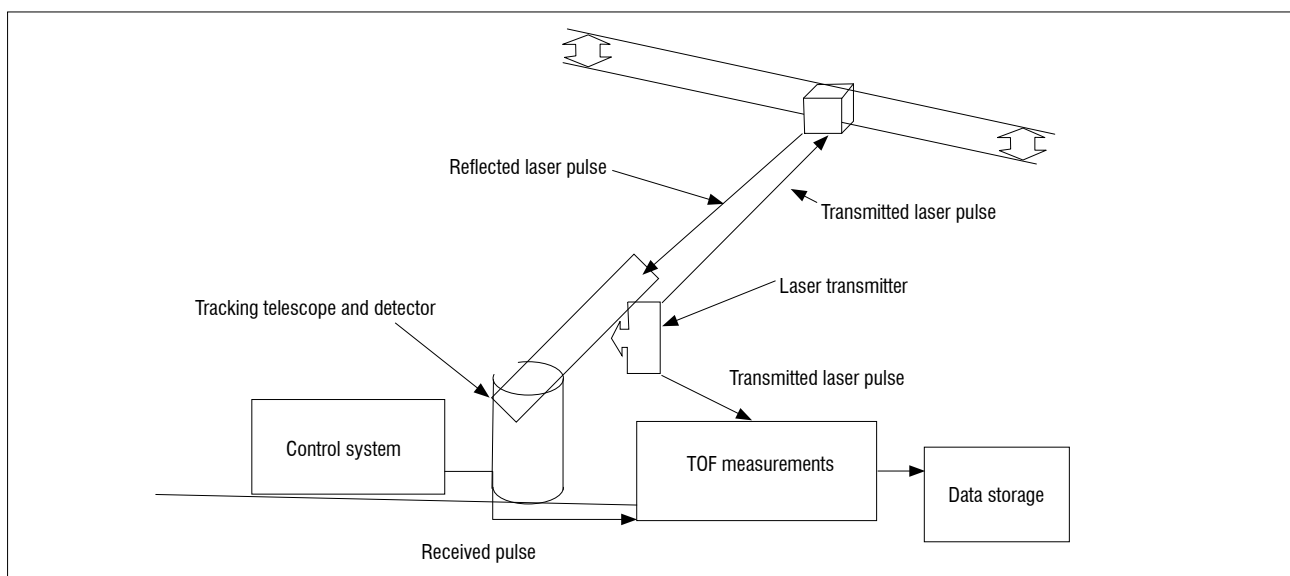 Reflected laser pulse
Transmitted laser pulse
Laser transmitter
Tracking telescope and detector
Transmitted laser pulse
Control system
TOF measurements
Data storage
Received pulse